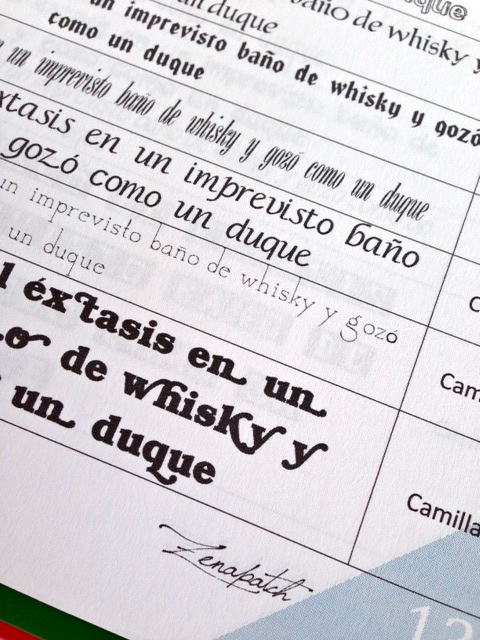 duque
baño de whisky y
un duque
un imprevisto baño de whisky y gozó
como un duque
un imprevisto baño de whisky y gozó como un duque
éxtasis en un imprevisto baño
gozó como un duque
un imprevisto baño de whisky y gozó
un duque
éxtasis en un
de whisky y
un duque
Cam
Camilla
Zenapatch
13